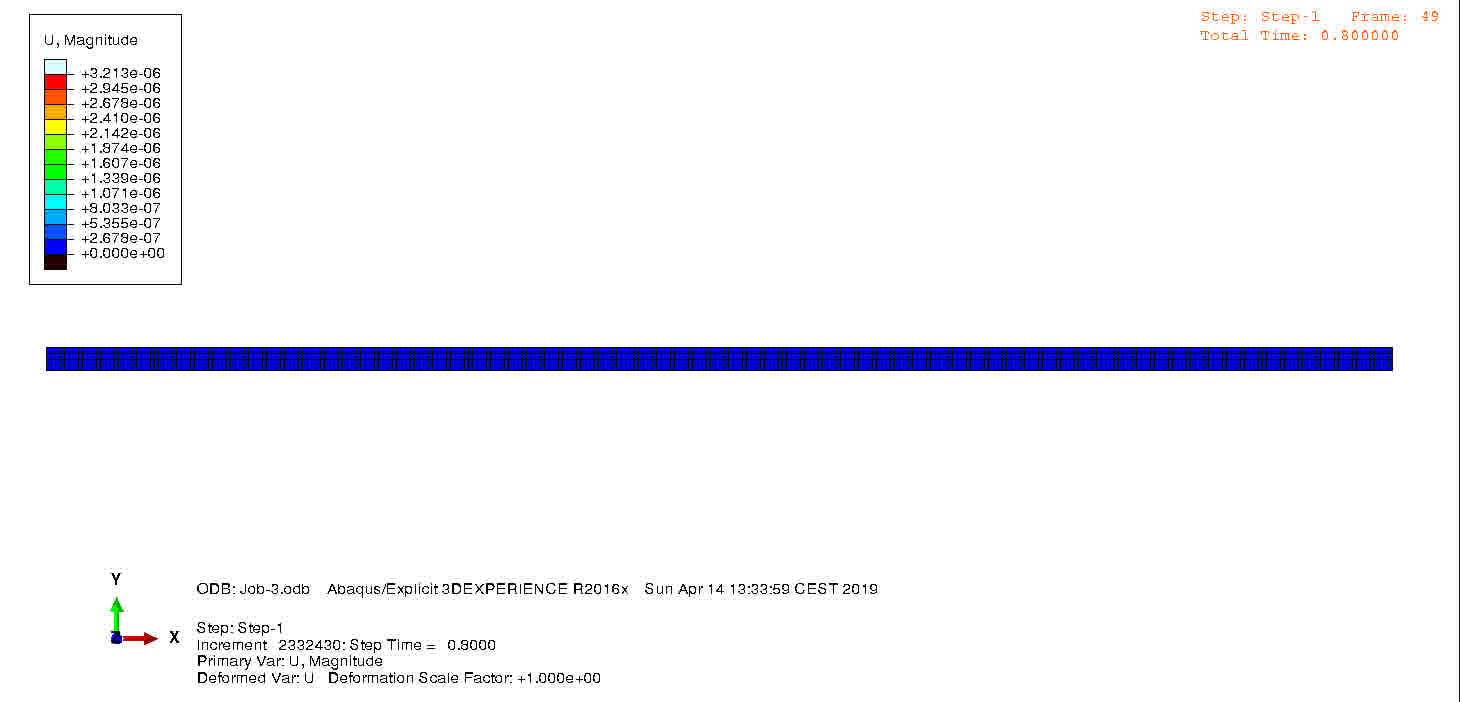 Step: Step-1 Frame: 49
Total Time: 0.800000
U, Magnitude
+3.213e-06
+2.945e-06
+2.678e-06
+2.410e-06
+2.142e-06
+1.874e-06
+1.607e-06
+1.339e-06
+1.071e-06
+8.033e-07
+5.355e-07
+2.678e-07
+0.000e+00
Y
X
ODB: Job-3.odb Abaqus/Explicit 3DEXPERIENCE R2016x Sun Apr 14 13:33:59 CEST 2019
Step: Step-1
Increment 2332430: Step Time = 0.8000
Primary Var: U, Magnitude
Deformed Var: U Deformation Scale Factor: +1.000e+00